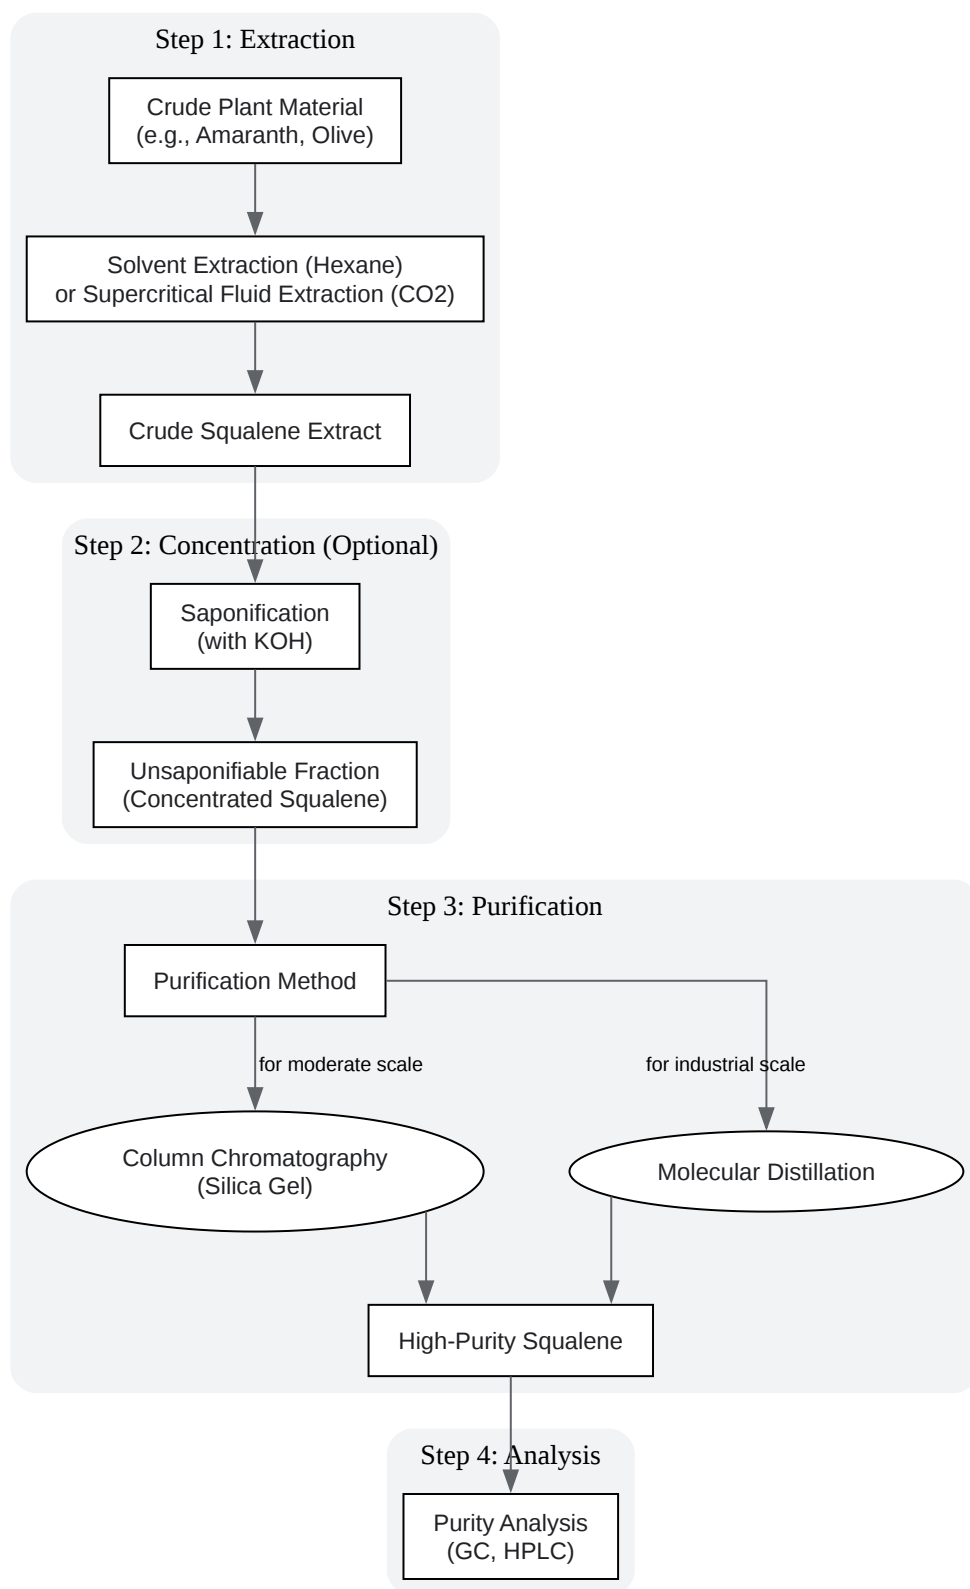 Step 1: Extraction
Crude Plant Material
(e.g., Amaranth, Olive)
Solvent Extraction (Hexane)
or Supercritical Fluid Extraction (CO2)
Crude Squalene Extract
Step 2: Concentration (Optional)
Saponification
(with KOH)
Unsaponifiable Fraction
(Concentrated Squalene)
Step 3: Purification
Purification Method
for moderate scale
for industrial scale
Column Chromatography
(Silica Gel)
Molecular Distillation
High-Purity Squalene
Step 4: Analysis
Purity Analysis
(GC, HPLC)